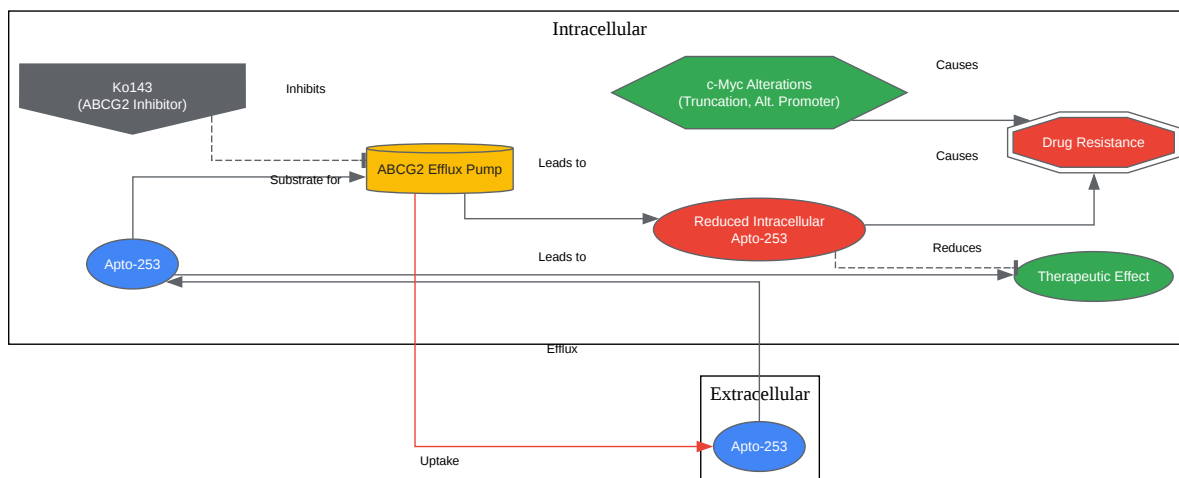 Intracellular
Ko143
(ABCG2 Inhibitor)
Inhibits
c-Myc Alterations
(Truncation, Alt. Promoter)
Causes
Drug Resistance
ABCG2 Efflux Pump
Leads to
Causes
Substrate for
Reduced Intracellular
Apto-253
Apto-253
Leads to
Reduces
Therapeutic Effect
Efflux
Extracellular
Apto-253
Uptake